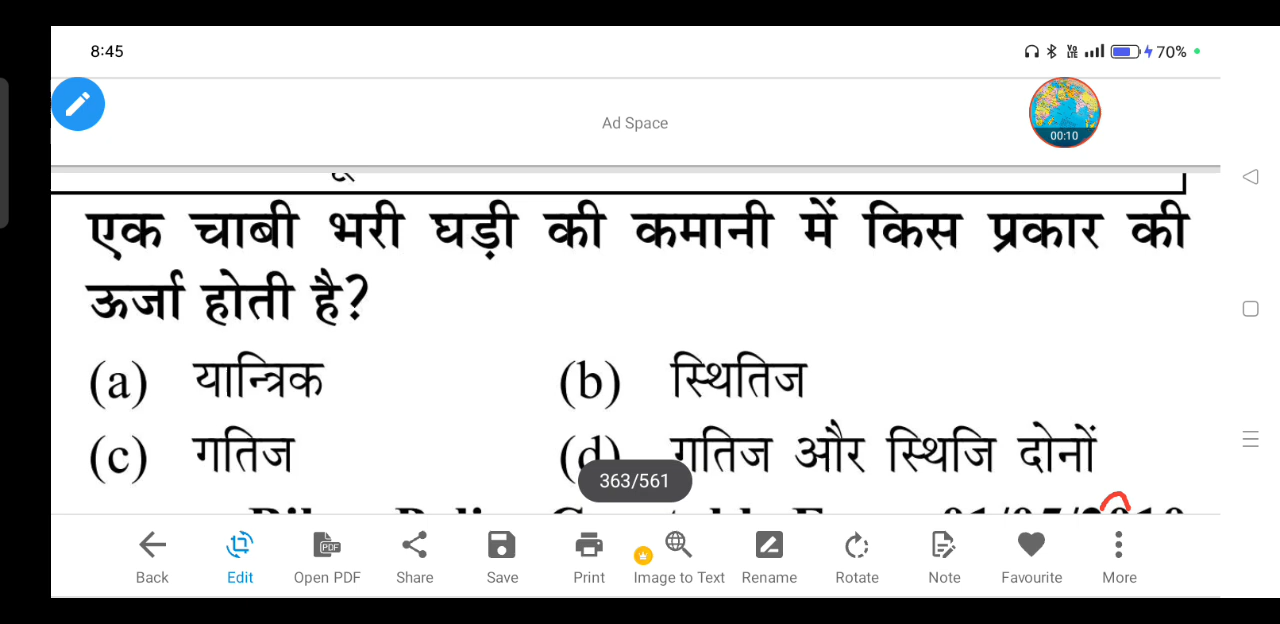 8:45
70%
Ad Space
00:10
एक चाबी भरी घड़ी की कमानी में किस प्रकार की
ऊर्जा होती है?
(a) यान्त्रिक (b) स्थितिज
(c) गतिज (d) गतिज और स्थिजि दोनों
363/561
Back Edit Open PDF Share Save Print Image to Text Rename Rotate Note Favourite More